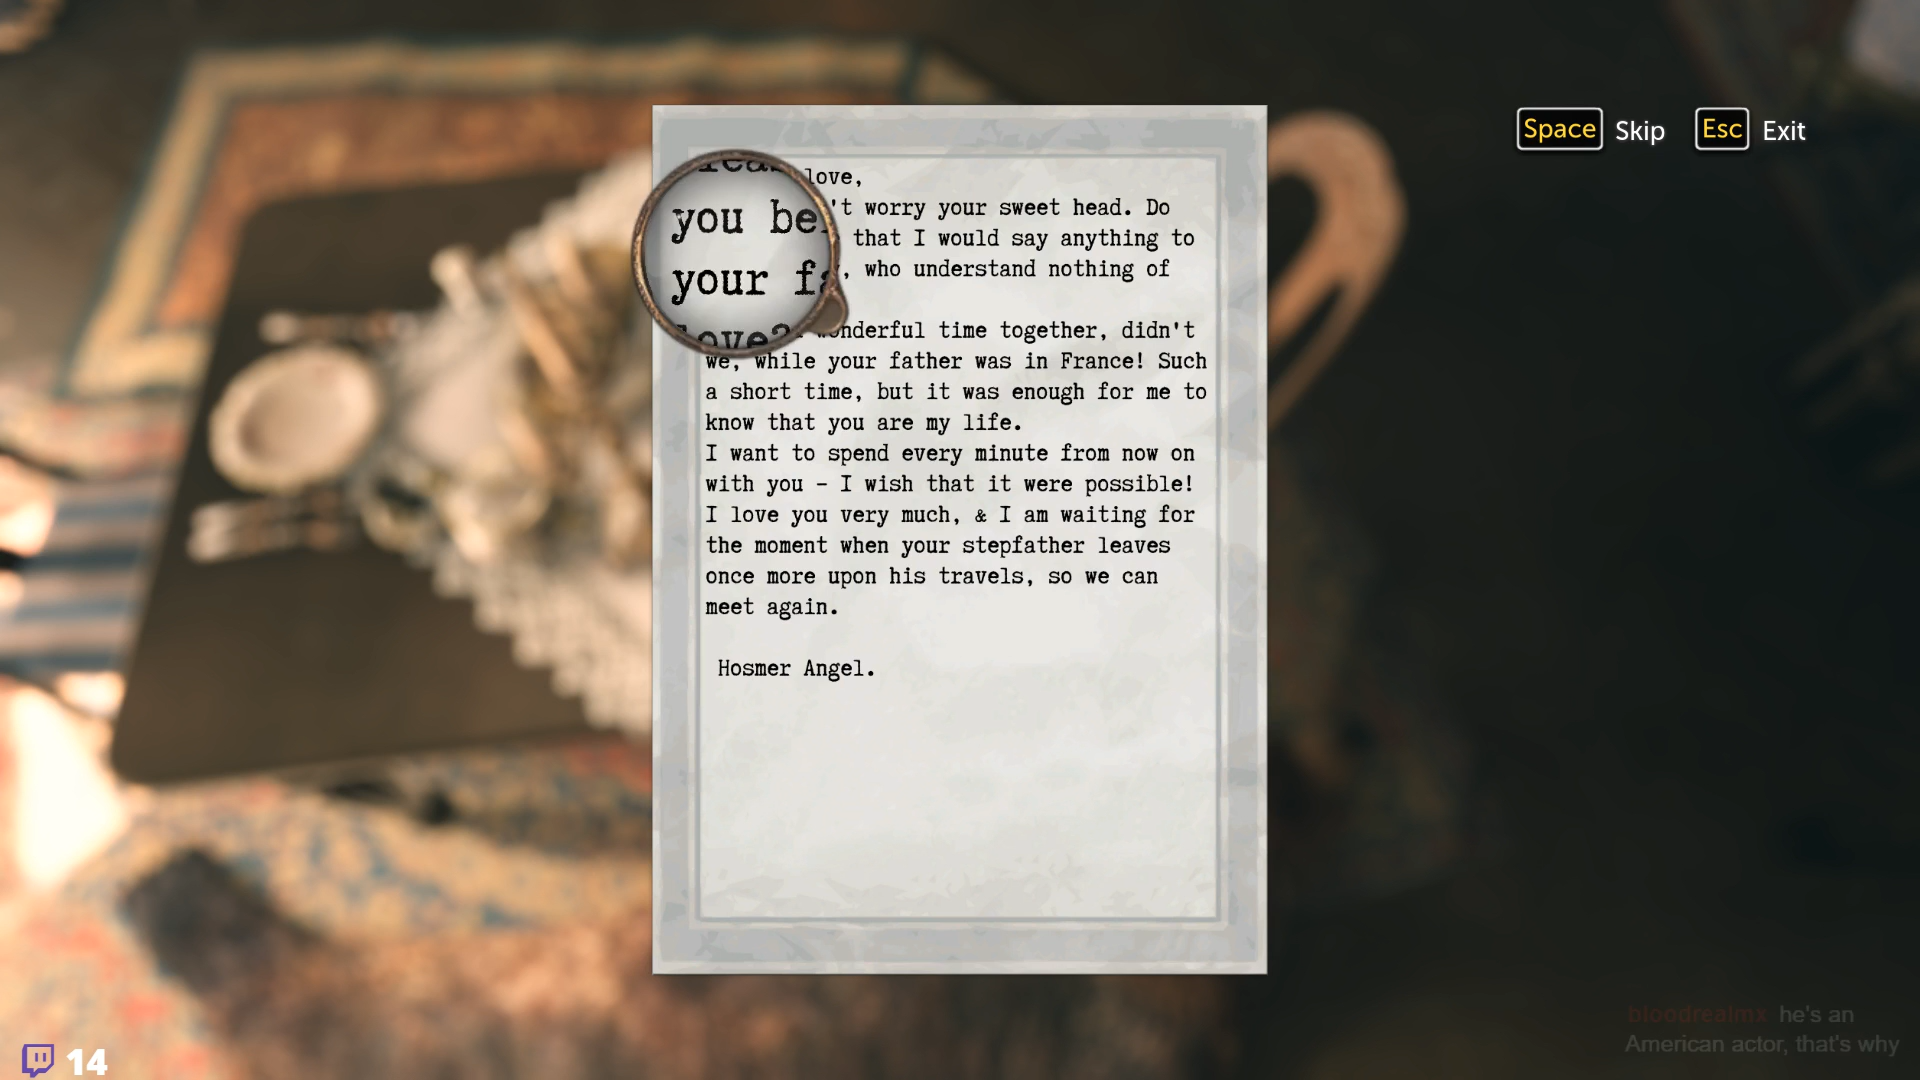 love,
't worry your sweet head. Do
you be that I would say anything to
your fa, who understand nothing of
love?
wonderful time together, didn't
we, while your father was in France! Such
a short time, but it was enough for me to
know that you are my life.
I want to spend every minute from now on
with you – I wish that it were possible!
I love you very much, & I am waiting for
the moment when your stepfather leaves
once more upon his travels, so we can
meet again.
Hosmer Angel.
Space Skip Esc Exit
bloodrealmx he's an
American actor, that's why
14